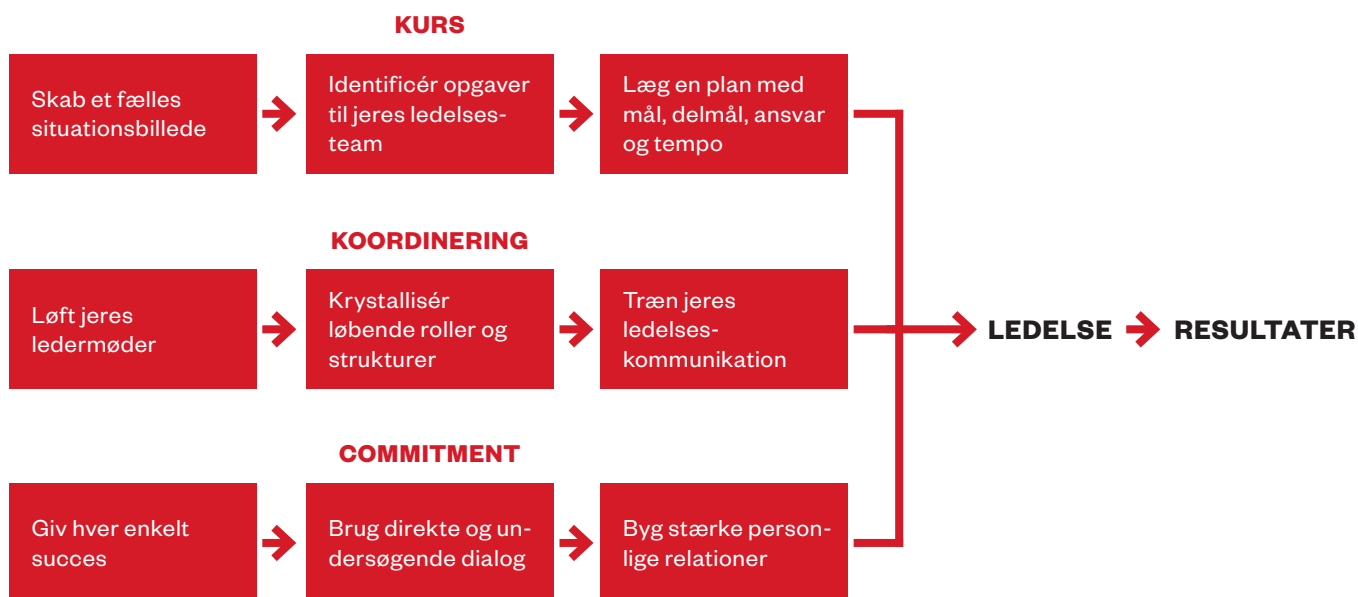 KURS
Skab et fælles
situationsbillede
Identificér opgaver
til jeres ledelses-
team
Læg en plan med
mål, delmål, ansvar
og tempo
KOORDINERING
Løft jeres
ledermøder
Krystallisér
løbende roller og
strukturer
Træn jeres
ledelses-
kommunikation
LEDELSE
RESULTATER
COMMITMENT
Giv hver enkelt
succes
Brug direkte og un-
dersøgende dialog
Byg stærke person-
lige relationer